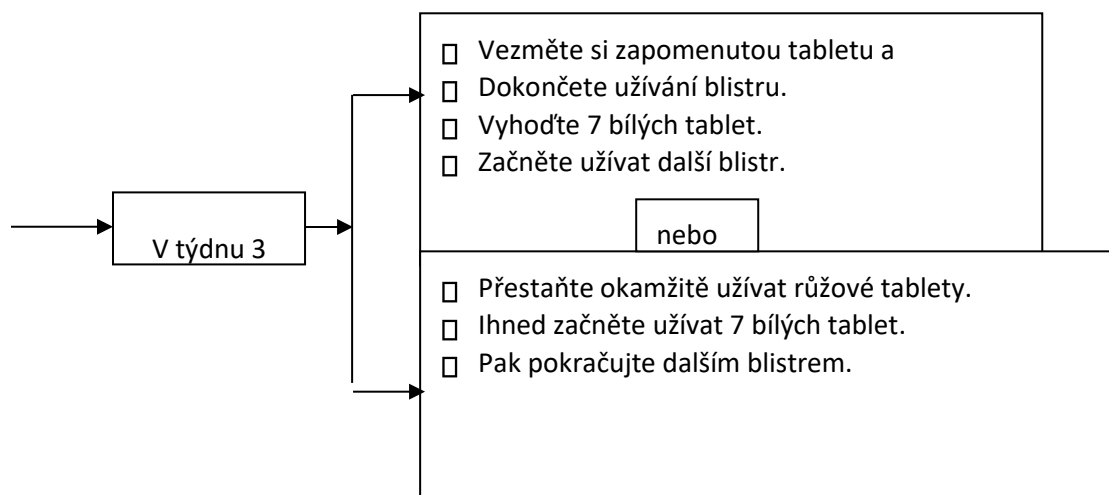 Vezměte si zapomenutou tabletu a
Dokončete užívání blistru.
Vyhoďte 7 bílých tablet.
Začněte užívat další blistr.
V týdnu 3
nebo
Přestaňte okamžitě užívat růžové tablety.
Ihned začněte užívat 7 bílých tablet.
Pak pokračujte dalším blistrem.